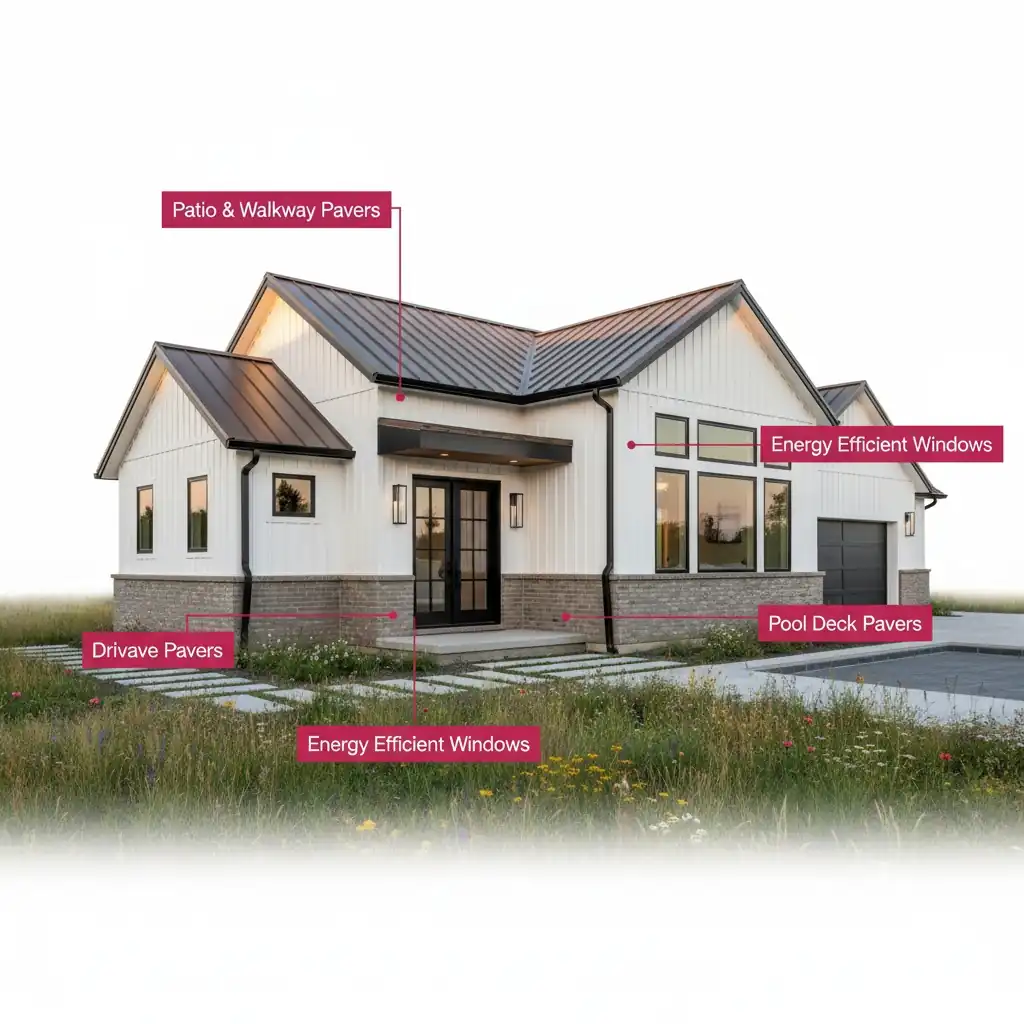 Patio & Walkway Pavers
Energy Efficient Windows
Pool Deck Pavers
Drivave Pavers
Energy Efficient Windows